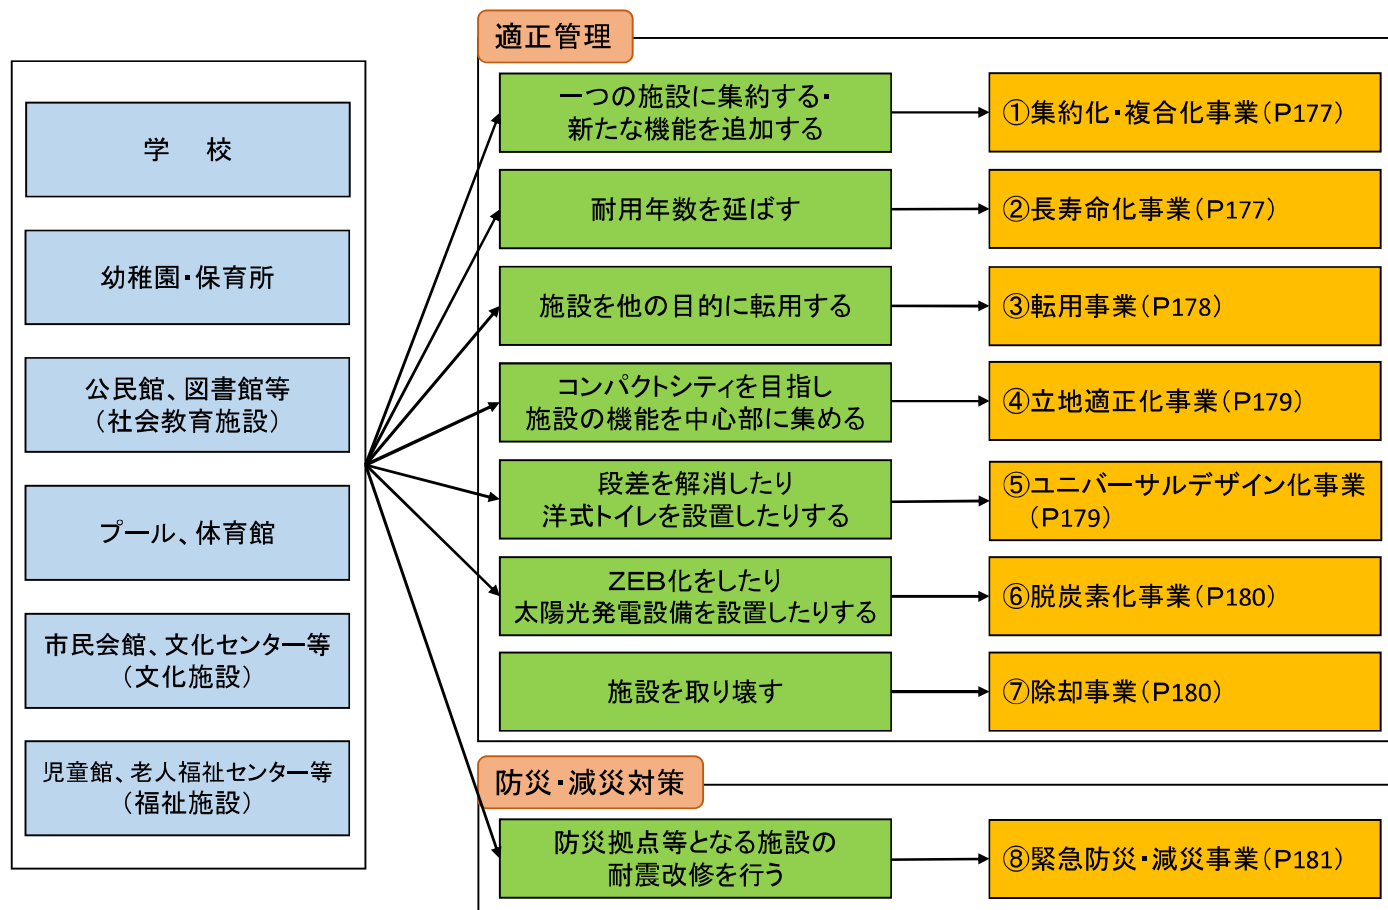 学 校
幼稚園・保育所
公民館、図書館等
(社会教育施設)
プール、体育館
市民会館、文化センター等
(文化施設)
児童館、老人福祉センター等
(福祉施設)
適正管理
一つの施設に集約する・
新たな機能を追加する
①集約化・複合化事業(P177)
耐用年数を延ばす
②長寿命化事業(P177)
施設を他の目的に転用する
③転用事業(P178)
コンパクトシティを目指し
施設の機能を中心部に集める
④立地適正化事業(P179)
段差を解消したり
洋式トイレを設置したりする
⑤ユニバーサルデザイン化事業
(P179)
ZEB化をしたり
太陽光発電設備を設置したりする
⑥脱炭素化事業(P180)
施設を取り壊す
⑦除却事業(P180)
防災・減災対策
防災拠点等となる施設の
耐震改修を行う
⑧緊急防災・減災事業(P181)